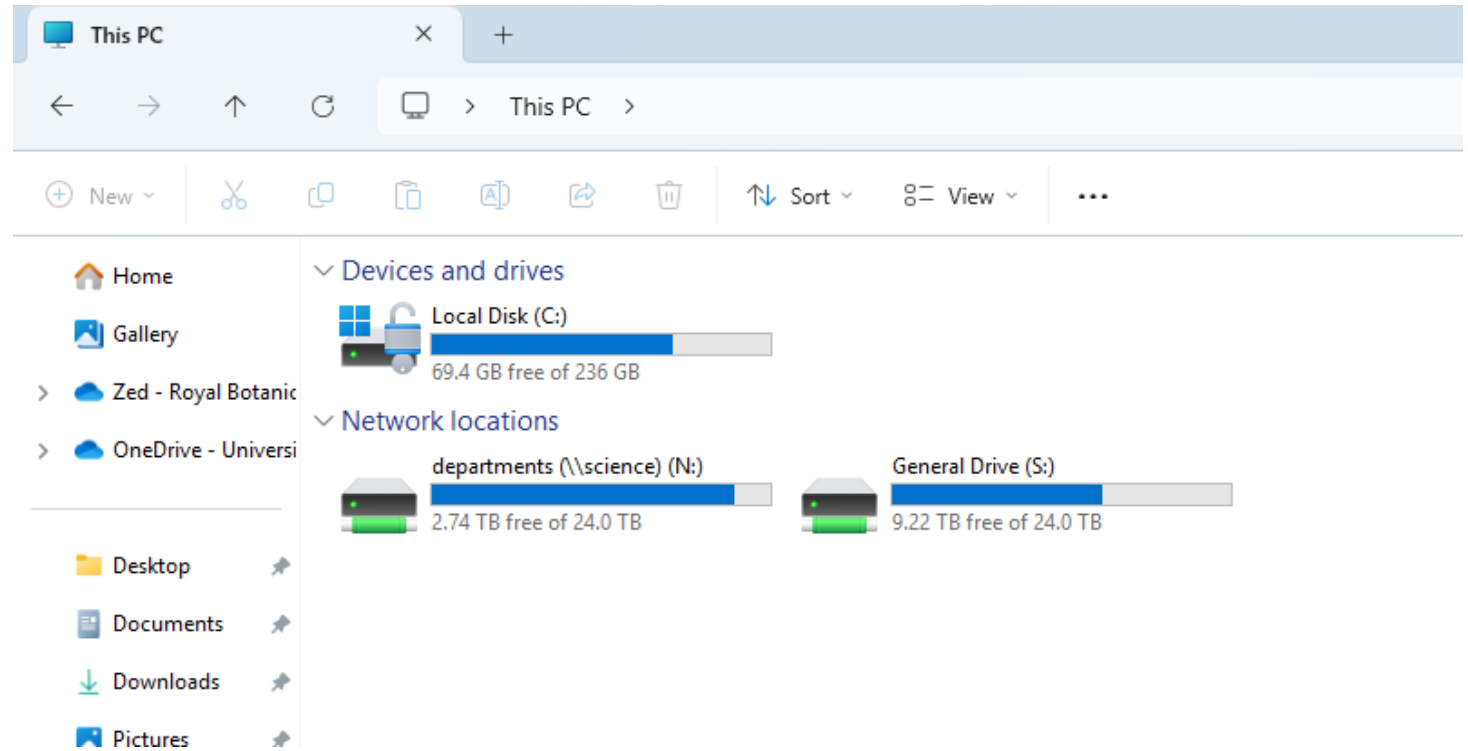 This PC
This PC
New
Sort
View
Home
Gallery
Zed - Royal Botanic
OneDrive - Universi
Desktop
Documents
Downloads
Pictures
Devices and drives
Local Disk (C:)
69.4 GB free of 236 GB
Network locations
departments (\\science) (N:)
2.74 TB free of 24.0 TB
General Drive (S:)
9.22 TB free of 24.0 TB